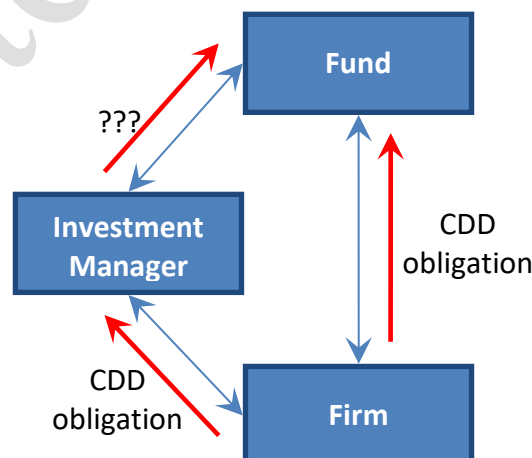 Fund
???
Investment
Manager
CDD
obligation
CDD
obligation
Firm